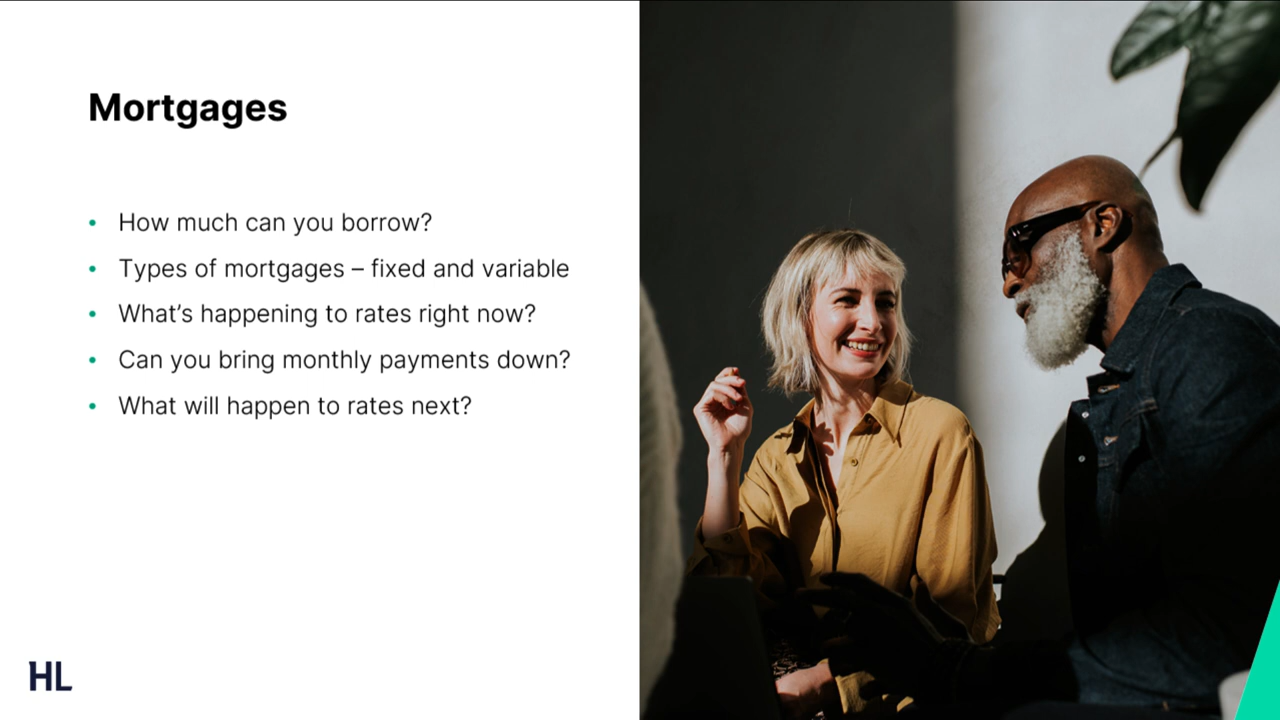 Mortgages
• How much can you borrow?
• Types of mortgages – fixed and variable
• What’s happening to rates right now?
• Can you bring monthly payments down?
• What will happen to rates next?
HL